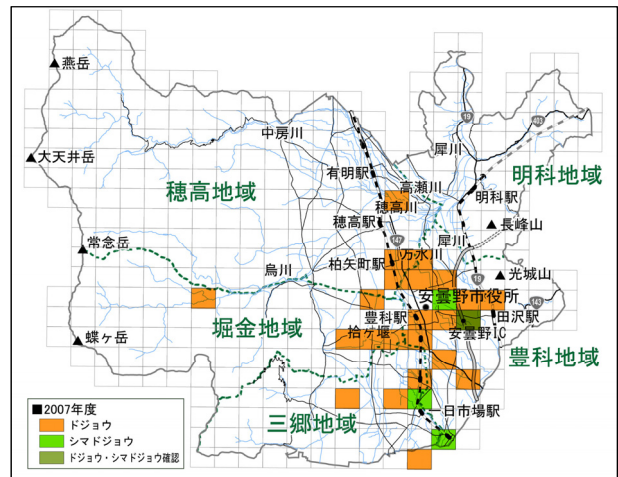 燕岳
19
403
中房川
犀川
大天井岳
有明駅
明科地域
高瀬川
穂高地域
明科駅
穂高川
穂高駅
長峰山
犀川
常念岳
147
万水川
柏矢町駅
烏川
19
光城山
安曇野市役所
143
豊科駅
田沢駅
堀金地域
拾ケ堰
安曇野IC
蝶ヶ岳
豊科地域
■2007年度
ドジョウ
シマドジョウ
ドジョウ・シマドジョウ確認
日市場駅
三郷地域